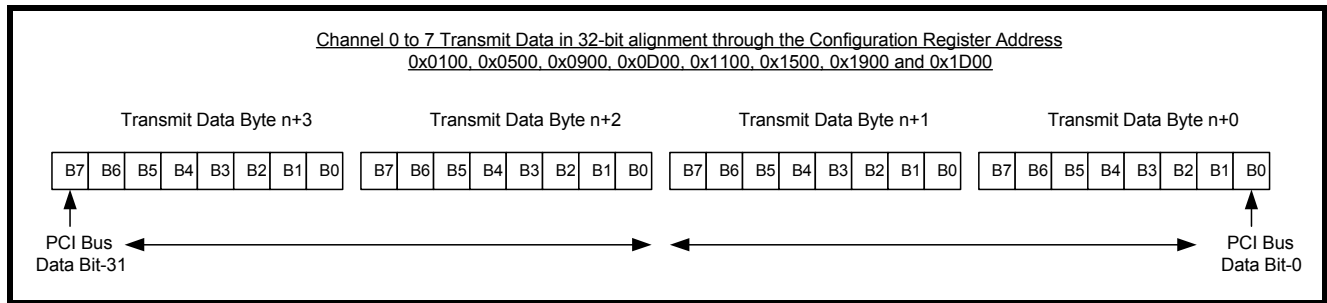 Channel 0 to 7 Transmit Data in 32-bit alignment through the Configuration Register Address
0x0100, 0x0500, 0x0900, 0x0D00, 0x1100, 0x1500, 0x1900 and 0x1D00
Transmit Data Byte n+3 Transmit Data Byte n+2 Transmit Data Byte n+1 Transmit Data Byte n+0
B7 B6 B5 B4 B3 B2 B1 B0 B7 B6 B5 B4 B3 B2 B1 B0 B7 B6 B5 B4 B3 B2 B1 B0 B7 B6 B5 B4 B3 B2 B1 B0
PCI Bus PCI Bus
Data Bit-31 Data Bit-0